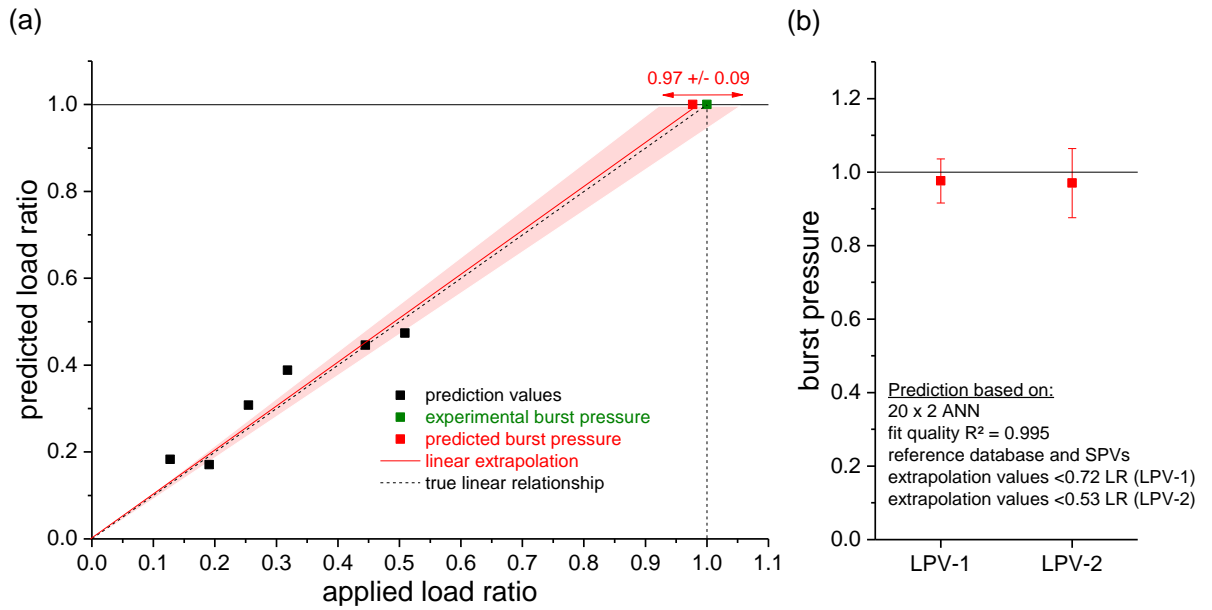 (a)
predicted load ratio
1.0
0.8
0.6
0.4
0.2
0.0
0.97 +/- 0.09
prediction values
experimental burst pressure
predicted burst pressure
linear extrapolation
true linear relationship
0.0 0.1 0.2 0.3 0.4 0.5 0.6 0.7 0.8 0.9 1.0 1.1
applied load ratio
(b)
burst pressure
1.2
1.0
0.8
0.6
0.4
0.2
0.0
Prediction based on:
20 x 2 ANN
fit quality R² = 0.995
reference database and SPVs
extrapolation values <0.72 LR (LPV-1)
extrapolation values <0.53 LR (LPV-2)
LPV-1 LPV-2